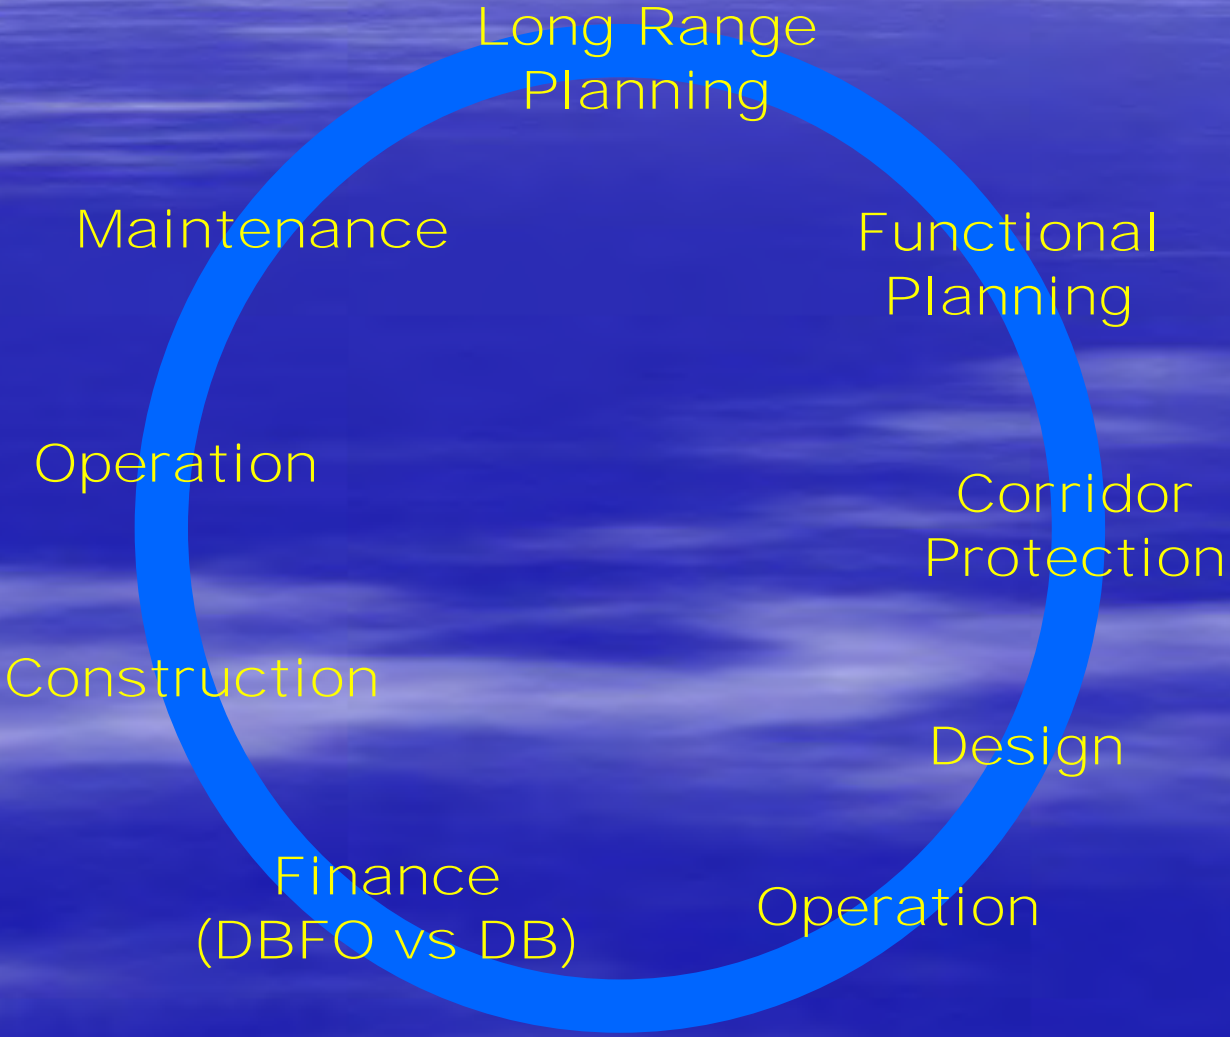 Long Range
Planning
Maintenance
Functional
Planning
Operation
Corridor
Protection
Construction
Design
Finance
(DBFO vs DB)
Operation